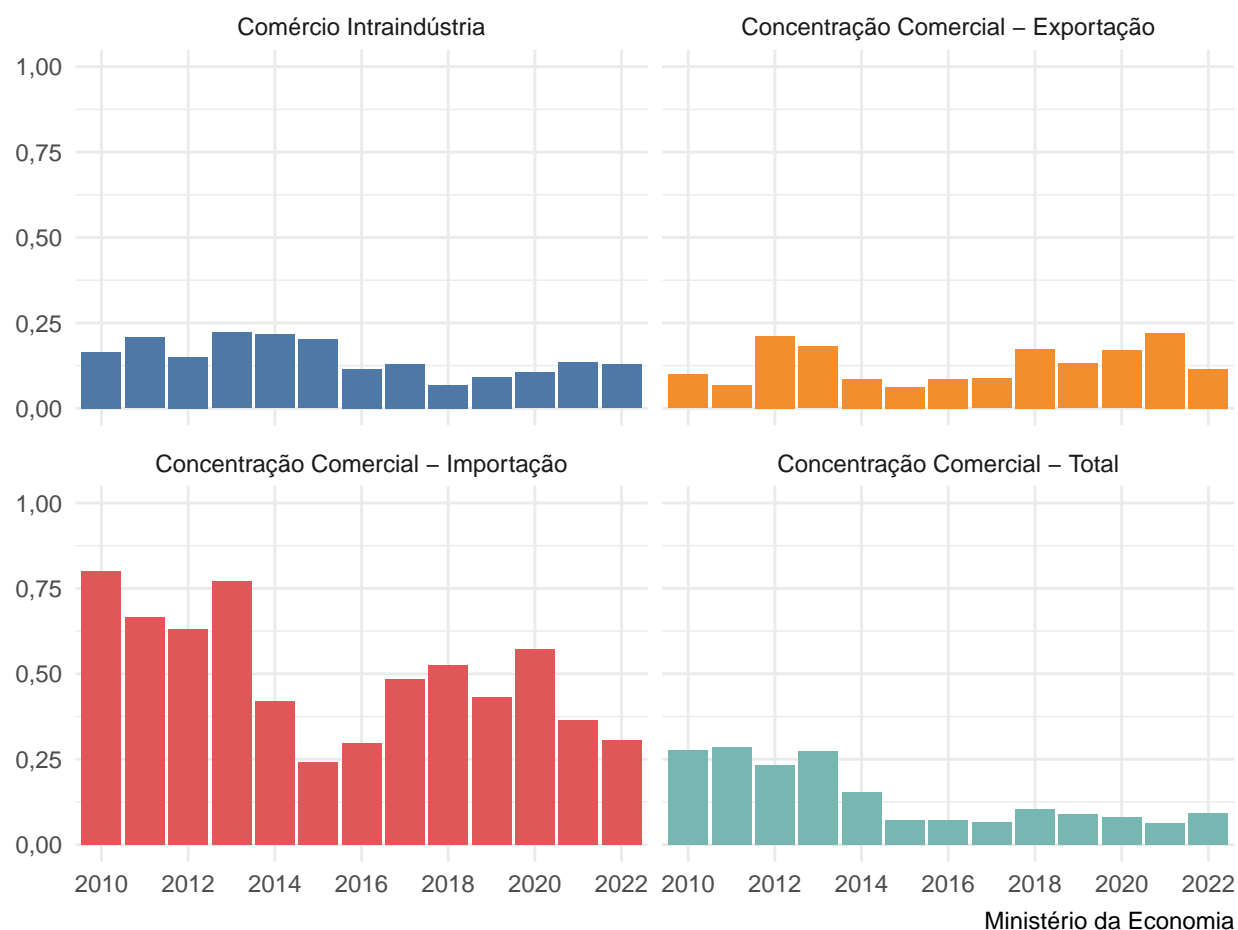 Comércio Intraindústria
Concentração Comercial – Exportação
1,00
0,75
0,50
0,25
0,00
Concentração Comercial – Importação
Concentração Comercial – Total
1,00
0,75
0,50
0,25
0,00
2010 2012 2014 2016 2018 2020 2022
2010 2012 2014 2016 2018 2020 2022
Ministério da Economia